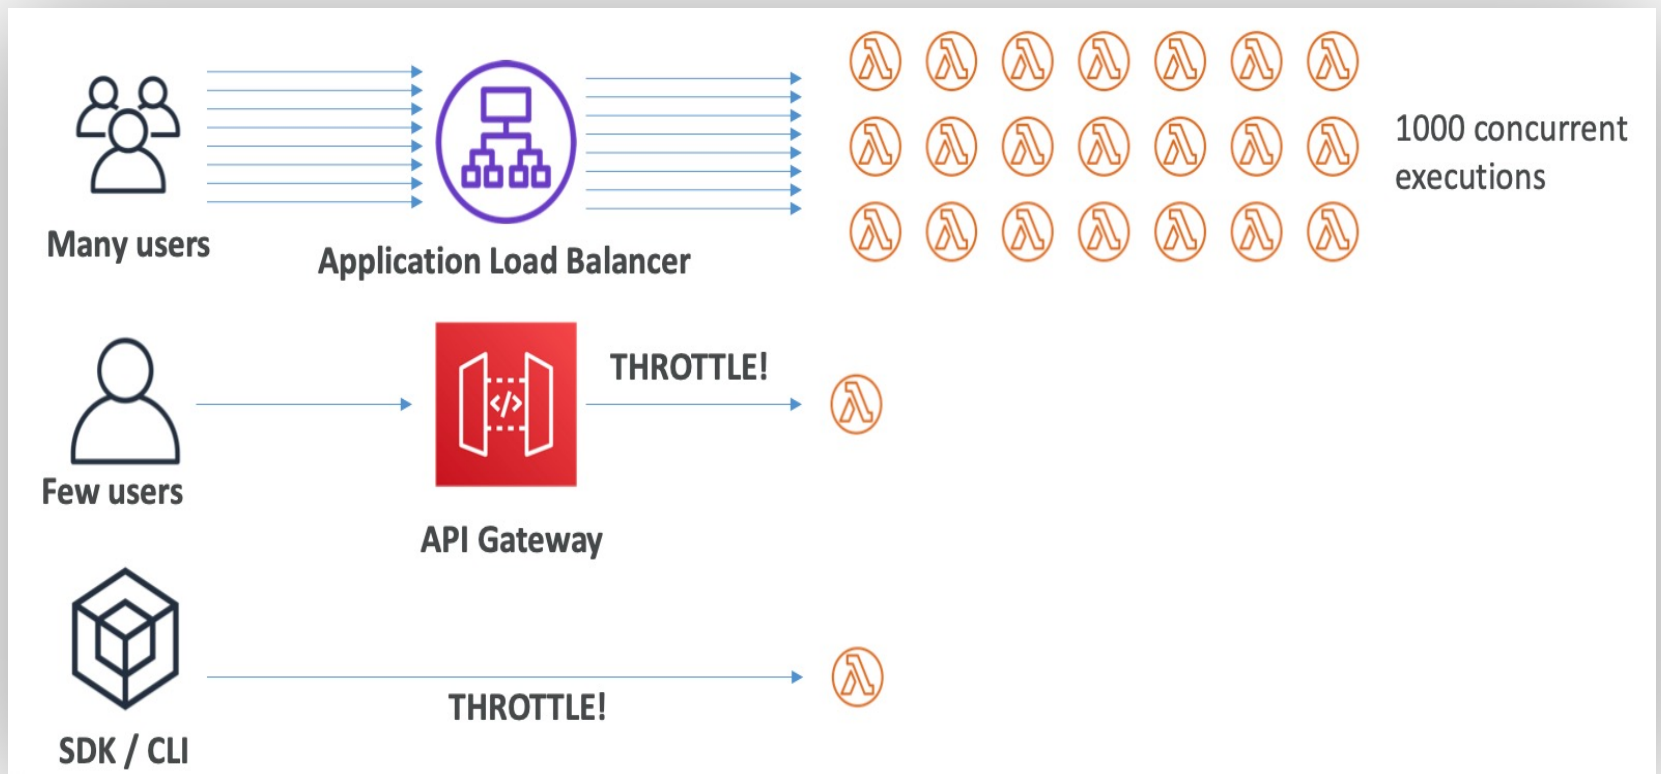 1000 concurrent
executions
Many users
Application Load Balancer
THROTTLE!
</>
Few users
API Gateway
THROTTLE!
SDK / CLI